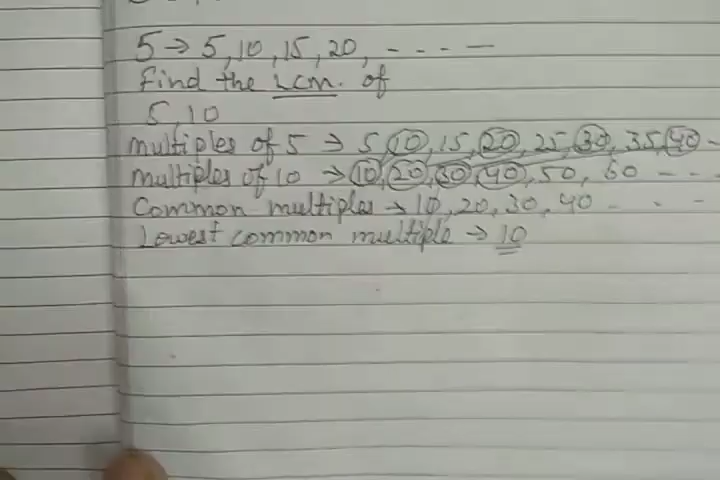 5 → 5, 10, 15, 20, - - - - —
Find the LCM. of
5, 10
multiples of 5 → 5, 10, 15, 20, 25, 30, 35, 40 -
multiples of 10 → 10, 20, 30, 40, 50, 60 - - -
Common multiples → 10, 20, 30, 40 - - -
Lowest common multiple → 10